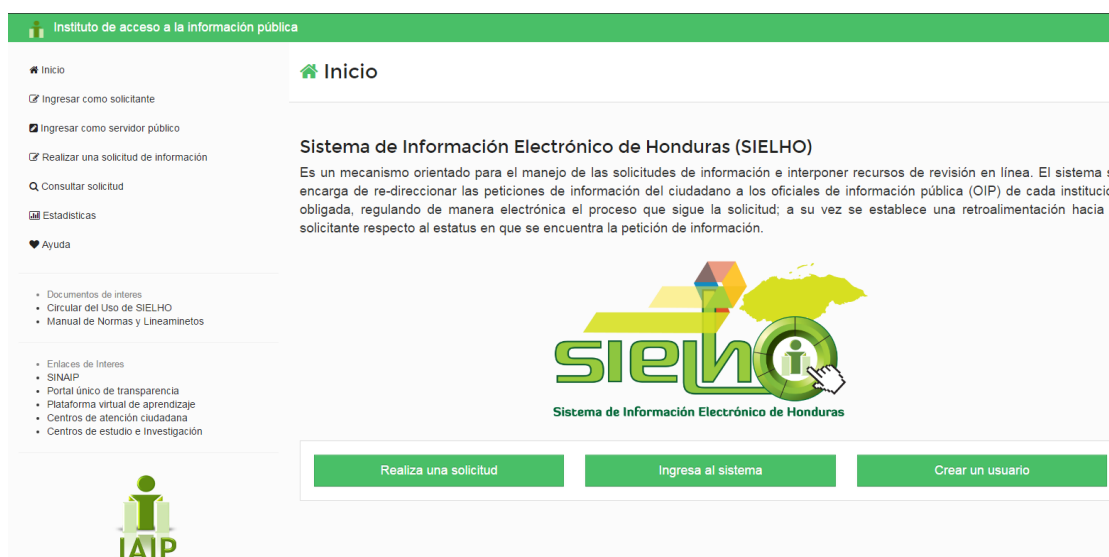 Instituto de acceso a la información pública
Inicio
Ingresar como solicitante
Ingresar como servidor público
Realizar una solicitud de información
Consultar solicitud
Estadisticas
Ayuda
Documentos de interes
Circular del Uso de SIELHO
Manual de Normas y Lineaminetos
Enlaces de Interes
SINAIP
Portal único de transparencia
Plataforma virtual de aprendizaje
Centros de atención ciudadana
Centros de estudio e Investigación
IAIP
Inicio
Sistema de Información Electrónico de Honduras (SIELHO)
Es un mecanismo orientado para el manejo de las solicitudes de información e interponer recursos de revisión en línea. El sistema s
encarga de re-direccionar las peticiones de información del ciudadano a los oficiales de información pública (OIP) de cada institució
obligada, regulando de manera electrónica el proceso que sigue la solicitud; a su vez se establece una retroalimentación hacia
solicitante respecto al estatus en que se encuentra la petición de información.
sielho
Sistema de Información Electrónico de Honduras
Realiza una solicitud
Ingresa al sistema
Crear un usuario